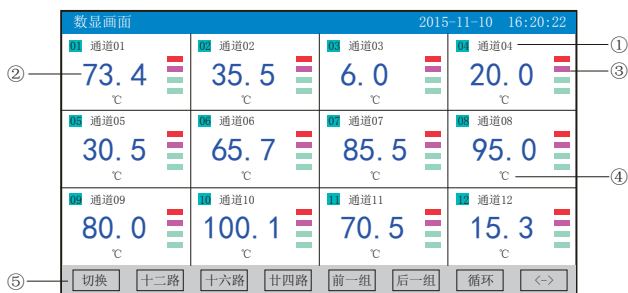 数显画面 2015-11-10 16:20:22
01 通道01 02 通道02 03 通道03 04 通道04 ①
② 73.4 35.5 6.0 20.0 ③
℃ ℃ ℃ ℃
05 通道05 06 通道06 07 通道07 08 通道08
30.5 65.7 85.5 95.0
℃ ℃ ℃ ℃ ④
09 通道09 10 通道10 11 通道11 12 通道12
80.0 100.1 70.5 15.3
℃ ℃ ℃ ℃
⑤ 切换 十二路 十六路 廿四路 前一组 后一组 循环 <->